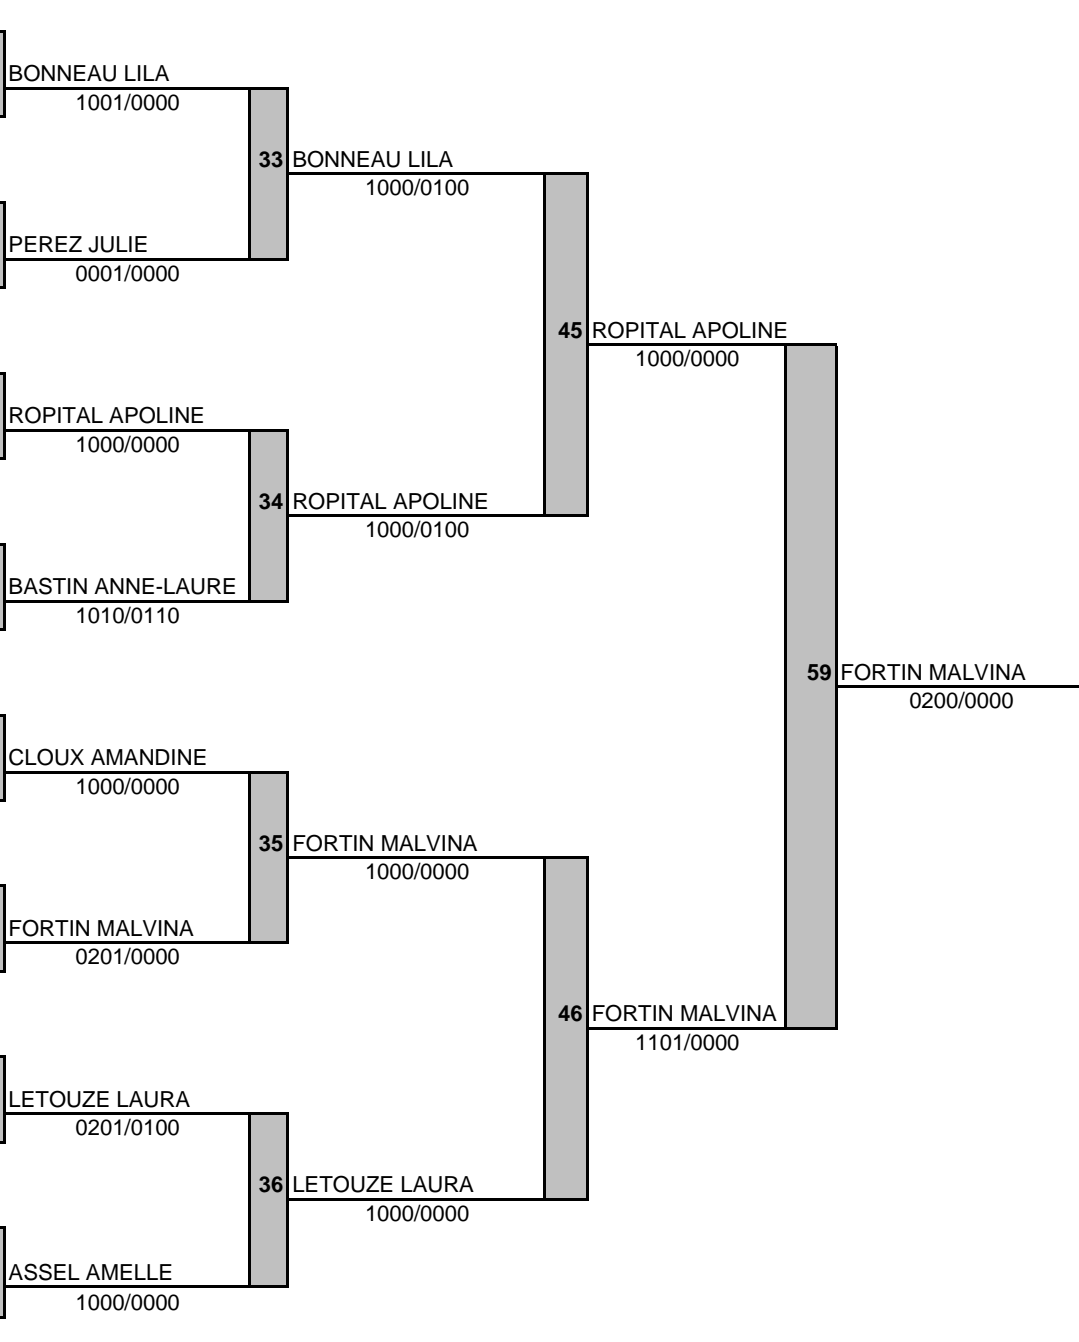 BONNEAU LILA
1001/0000
33 BONNEAU LILA
1000/0100
PEREZ JULIE
0001/0000
45 ROPITAL APOLINE
1000/0000
ROPITAL APOLINE
1000/0000
34 ROPITAL APOLINE
1000/0100
BASTIN ANNE-LAURE
1010/0110
59 FORTIN MALVINA
0200/0000
CLOUX AMANDINE
1000/0000
35 FORTIN MALVINA
1000/0000
FORTIN MALVINA
0201/0000
46 FORTIN MALVINA
1101/0000
LETOUZE LAURA
0201/0100
36 LETOUZE LAURA
1000/0000
ASSEL AMELLE
1000/0000